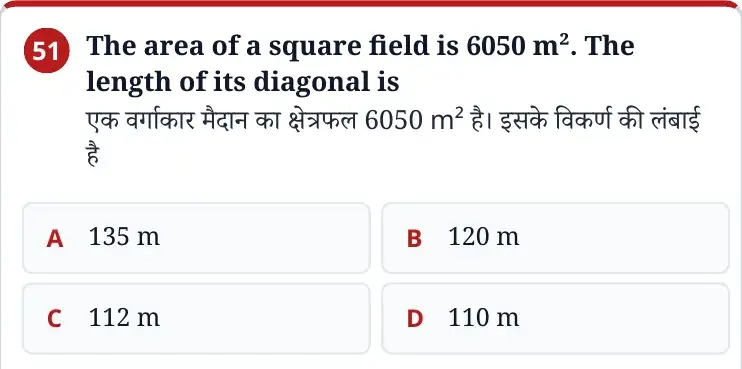 51 The area of a square field is 6050 m². The
length of its diagonal is
एक वर्गाकार मैदान का क्षेत्रफल 6050 m² है। इसके विकर्ण की लंबाई
है
A 135 m
B 120 m
C 112 m
D 110 m